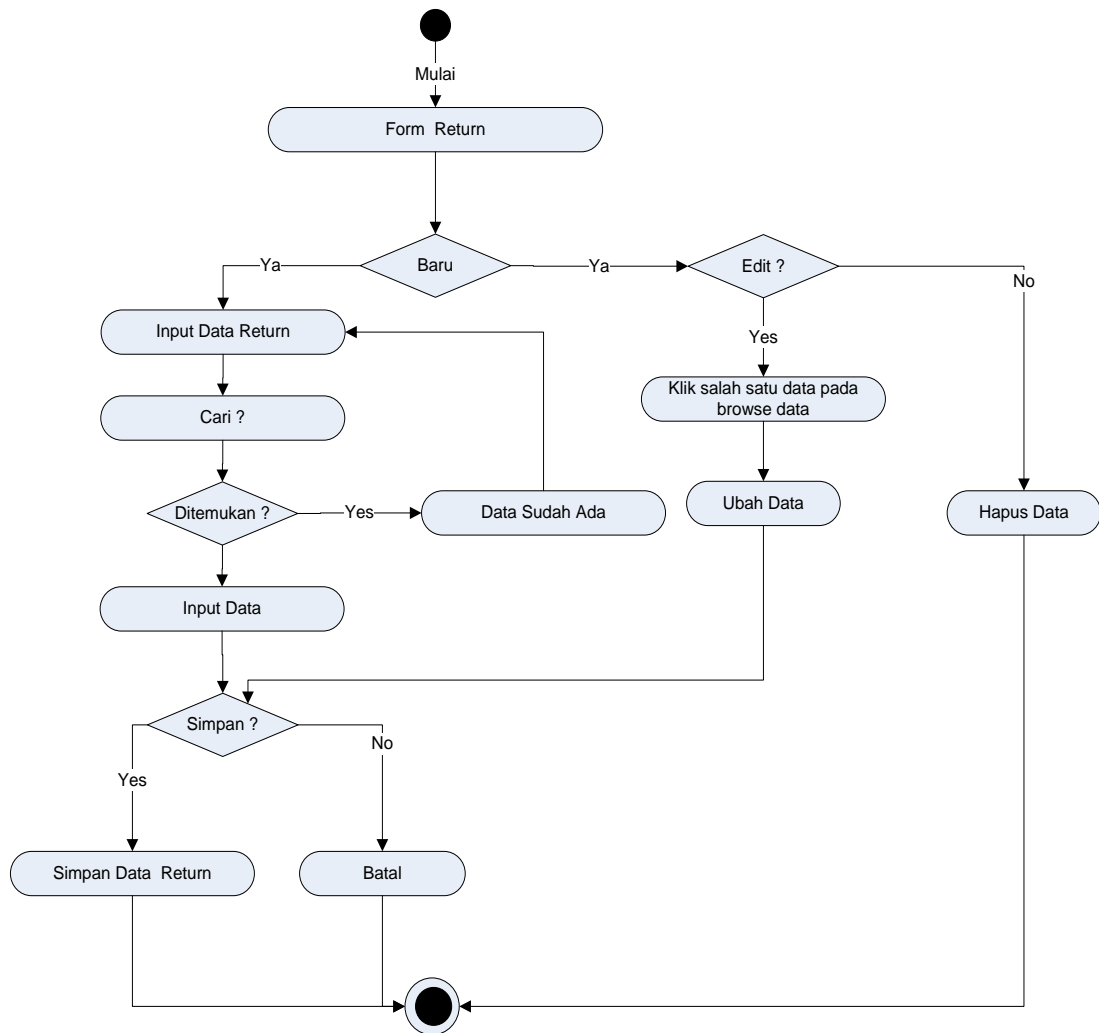 Mulai
Form Return
Baru
Ya
Ya
Edit ?
No
Input Data Return
Yes
Klik salah satu data pada
browse data
Cari ?
Ditemukan ?
Yes
Data Sudah Ada
Ubah Data
Hapus Data
Input Data
Simpan ?
No
Yes
Simpan Data Return
Batal